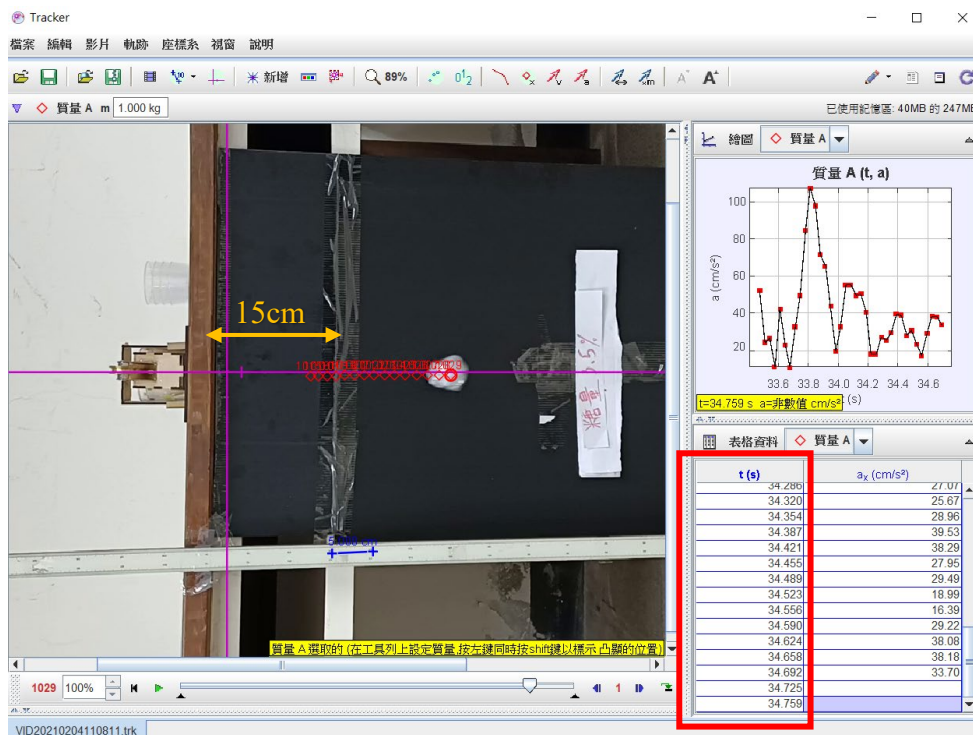 Tracker
檔案 編輯 影片 軌跡 座標系 視窗 說明
新增 89%
質量 A m 1.000 kg
已使用記憶區: 40MB 的 247MB
繪圖 質量 A
質量 A (t, a)
100
80
60
40
20
a (cm/s²)
33.6 33.8 34.0 34.2 34.4 34.6
(s)
t=34.759 s a=非數值 cm/s²
15cm
5.5%
表格資料 質量 A
t (s) aₓ (cm/s²)
34.286 27.07
34.320 25.67
34.354 28.96
34.387 39.53
34.421 38.29
34.455 27.95
34.489 29.49
34.523 18.99
34.556 16.39
34.590 29.22
34.624 38.08
34.658 38.18
34.692 33.70
34.725
34.759
質量 A 選取的 (在工具列上設定質量,按左鍵同時按shift鍵以標示 凸顯的位置)
1029 100% 1
VID20210204110811.trk